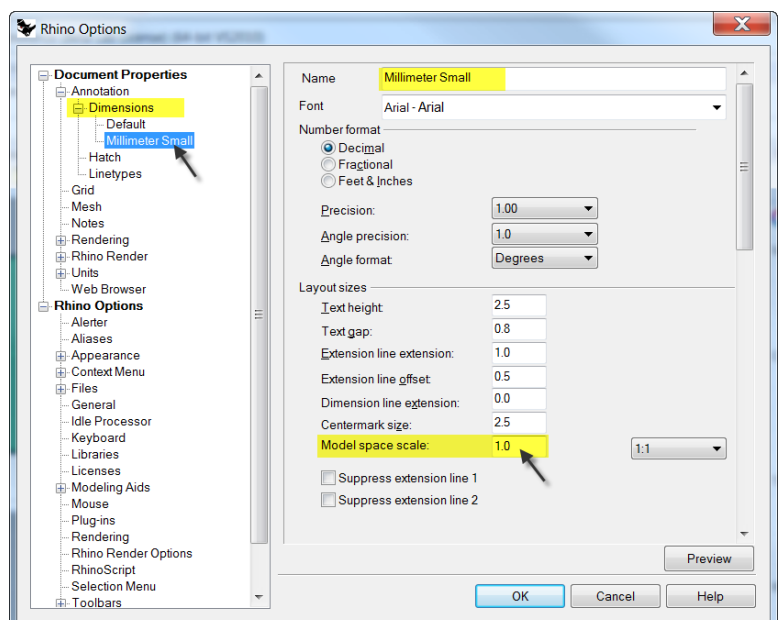 Rhino Options
Document Properties
Annotation
Dimensions
Default
Millimeter Small
Hatch
Linetypes
Grid
Mesh
Notes
Rendering
Rhino Render
Units
Web Browser
Rhino Options
Alerter
Aliases
Appearance
Context Menu
Files
General
Idle Processor
Keyboard
Libraries
Licenses
Modeling Aids
Mouse
Plug-ins
Rendering
Rhino Render Options
RhinoScript
Selection Menu
Toolbars
Name Millimeter Small
Font Arial - Arial
Number format
Decimal
Fractional
Feet & Inches
Precision: 1.00
Angle precision: 1.0
Angle format: Degrees
Layout sizes
Text height: 2.5
Text gap: 0.8
Extension line extension: 1.0
Extension line offset: 0.5
Dimension line extension: 0.0
Centermark size: 2.5
Model space scale: 1.0 1:1
Suppress extension line 1
Suppress extension line 2
Preview
OK Cancel Help